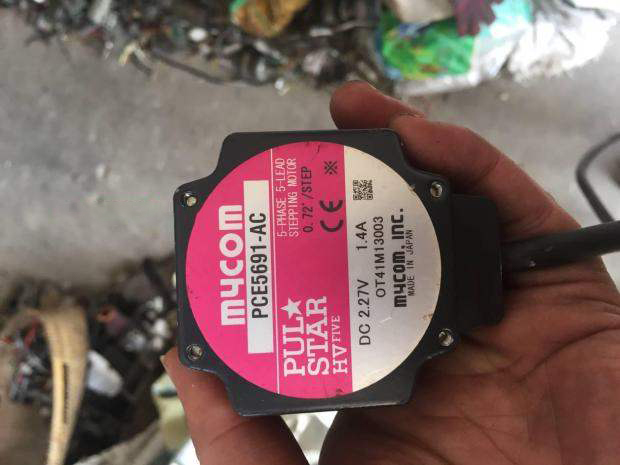 mycom
PCE5691-AC
5-PHASE 5-LEAD
STEPPING MOTOR
0.72°/STEP
CE ※
PUL★
STAR
HV FIVE
DC 2.27V 1.4A
OT41M13003
mycom, inc.
MADE IN JAPAN